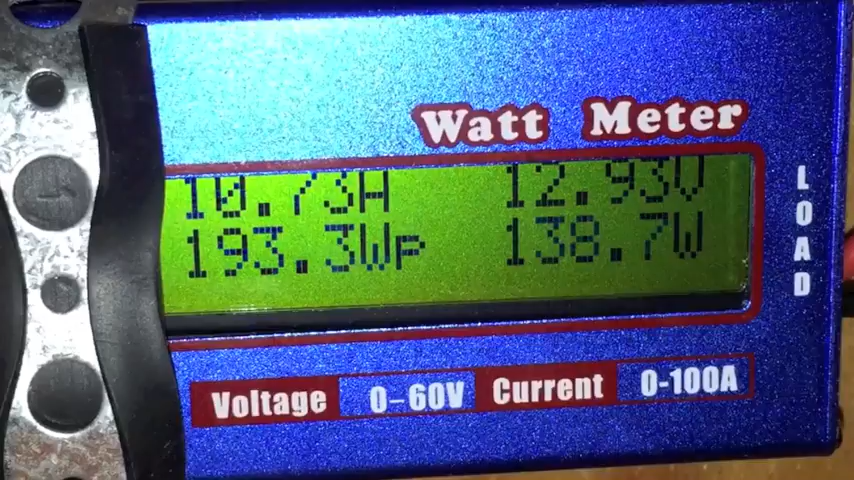 Watt Meter
10.73A 12.93V
193.3Wp 138.7W
LOAD
Voltage 0-60V Current 0-100A